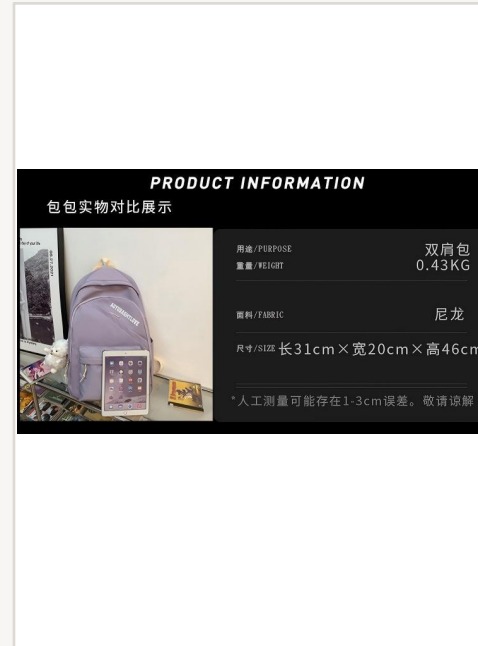 PRODUCT INFORMATION
包包实物对比展示
用途/PURPOSE 双肩包
重量/WEIGHT 0.43KG
面料/FABRIC 尼龙
尺寸/SIZE 长31cm×宽20cm×高46cm
*人工测量可能存在1-3cm误差。敬请谅解